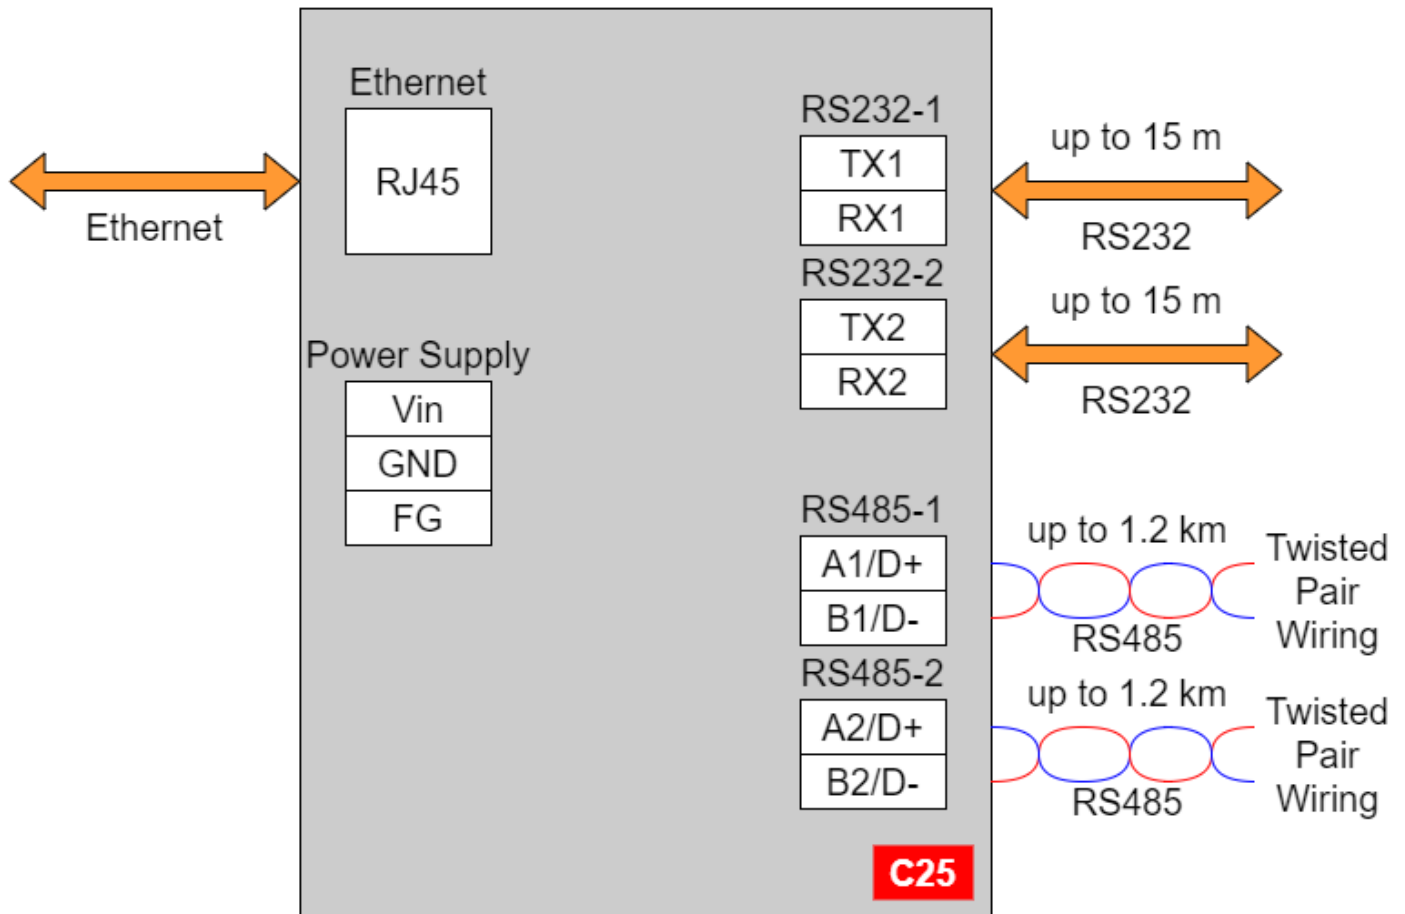 Ethernet
RJ45
Ethernet
Power Supply
Vin
GND
FG
RS232-1
TX1
RX1
up to 15 m
RS232
RS232-2
TX2
RX2
up to 15 m
RS232
RS485-1
A1/D+
B1/D-
up to 1.2 km
RS485
Twisted
Pair
Wiring
RS485-2
A2/D+
B2/D-
up to 1.2 km
RS485
Twisted
Pair
Wiring
C25